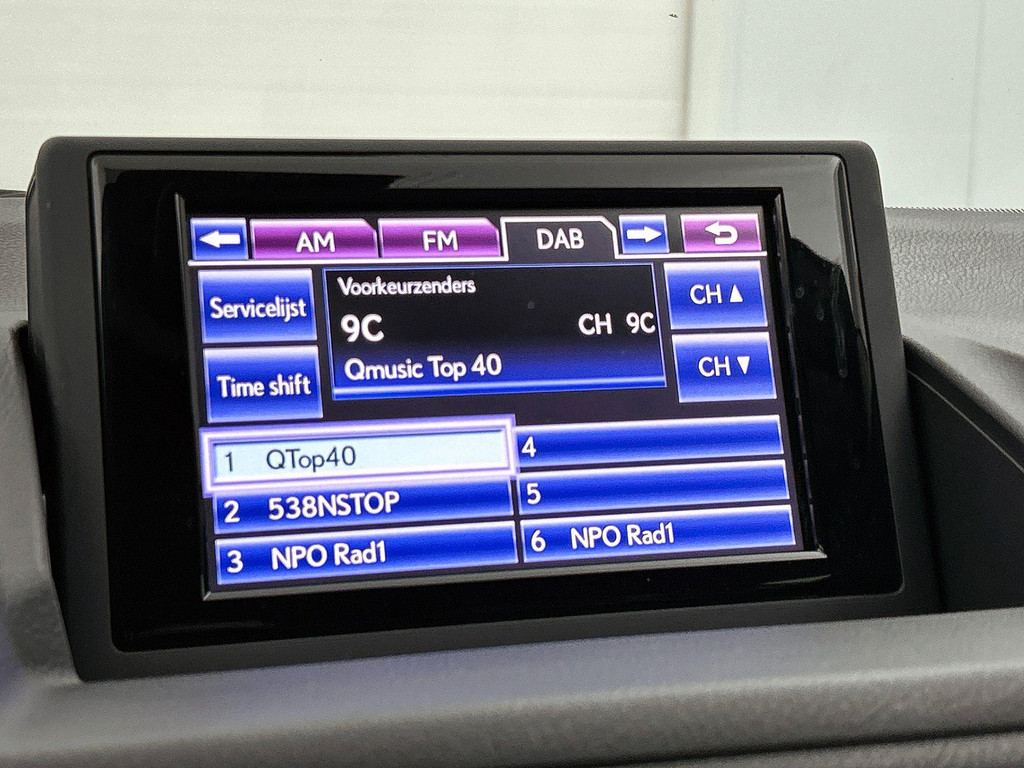 AM FM DAB
Servicelijst
Time shift
Voorkeurzenders
9C CH 9C
Qmusic Top 40
CH ▲
CH ▼
1 QTop40
2 538NSTOP
3 NPO Rad1
4
5
6 NPO Rad1